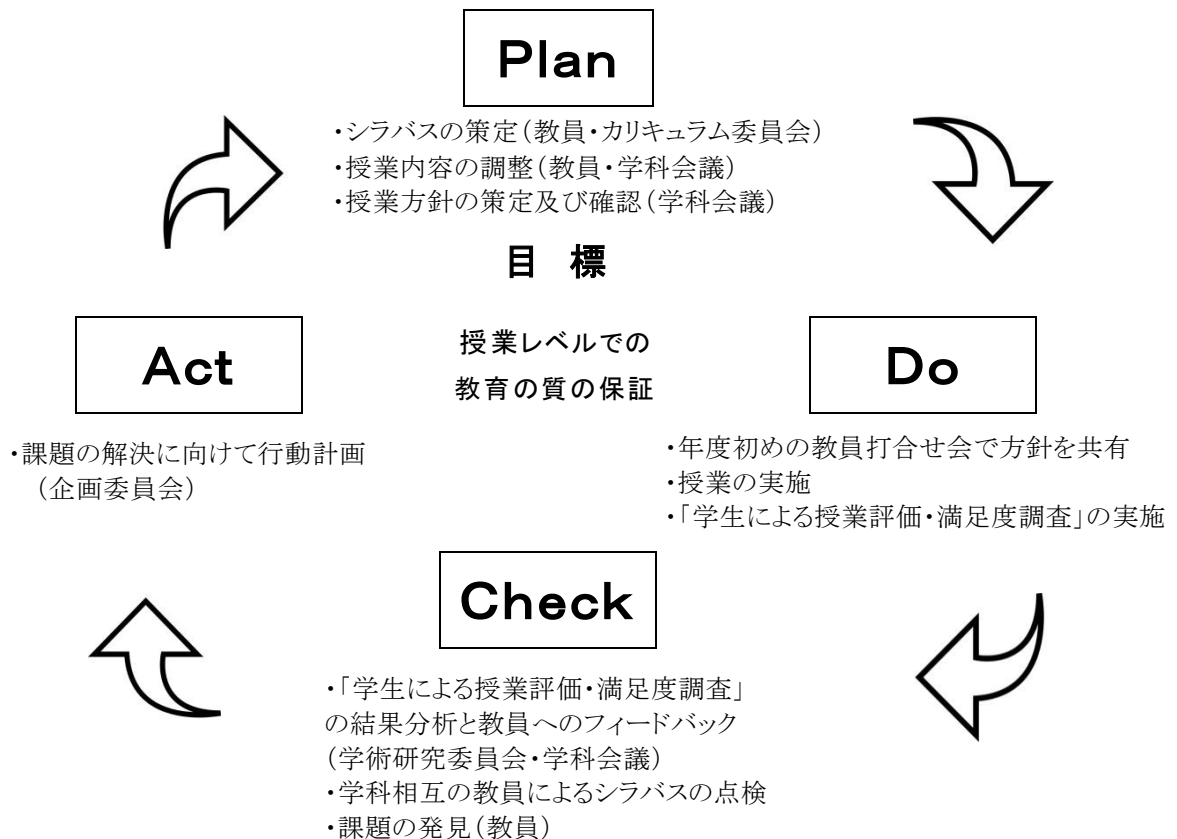 Plan
・シラバスの策定(教員・カリキュラム委員会)
・授業内容の調整(教員・学科会議)
・授業方針の策定及び確認(学科会議)
目 標
授業レベルでの
教育の質の保証
Act
・課題の解決に向けて行動計画
(企画委員会)
Do
・年度初めの教員打合せ会で方針を共有
・授業の実施
・「学生による授業評価・満足度調査」の実施
Check
・「学生による授業評価・満足度調査」
の結果分析と教員へのフィードバック
(学術研究委員会・学科会議)
・学科相互の教員によるシラバスの点検
・課題の発見(教員)